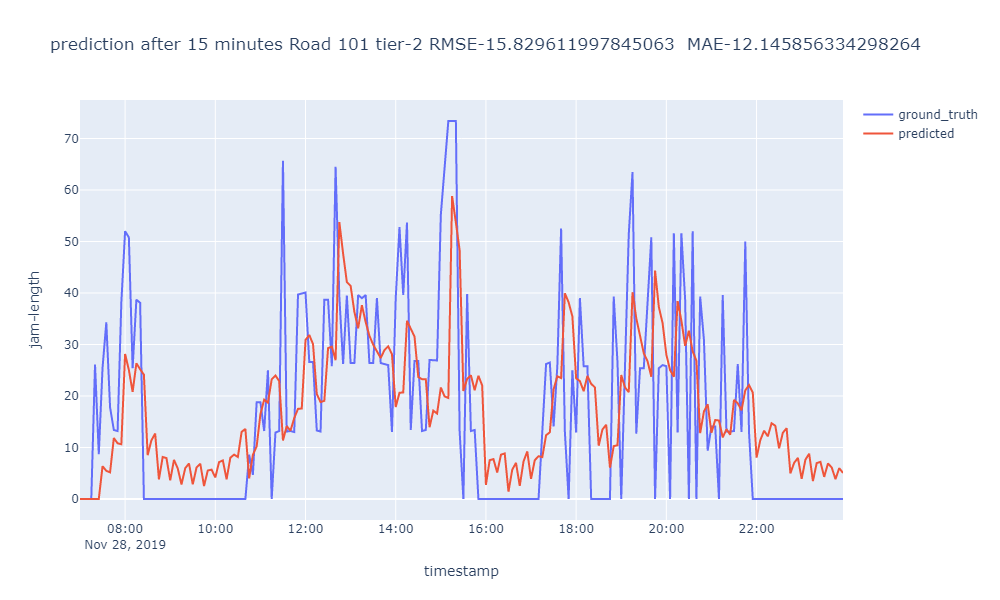 prediction after 15 minutes Road 101 tier-2 RMSE-15.829611997845063  MAE-12.145856334298264
ground_truth
predicted
70
60
50
40
30
20
10
0
jam-length
08:00 10:00 12:00 14:00 16:00 18:00 20:00 22:00
Nov 28, 2019
timestamp